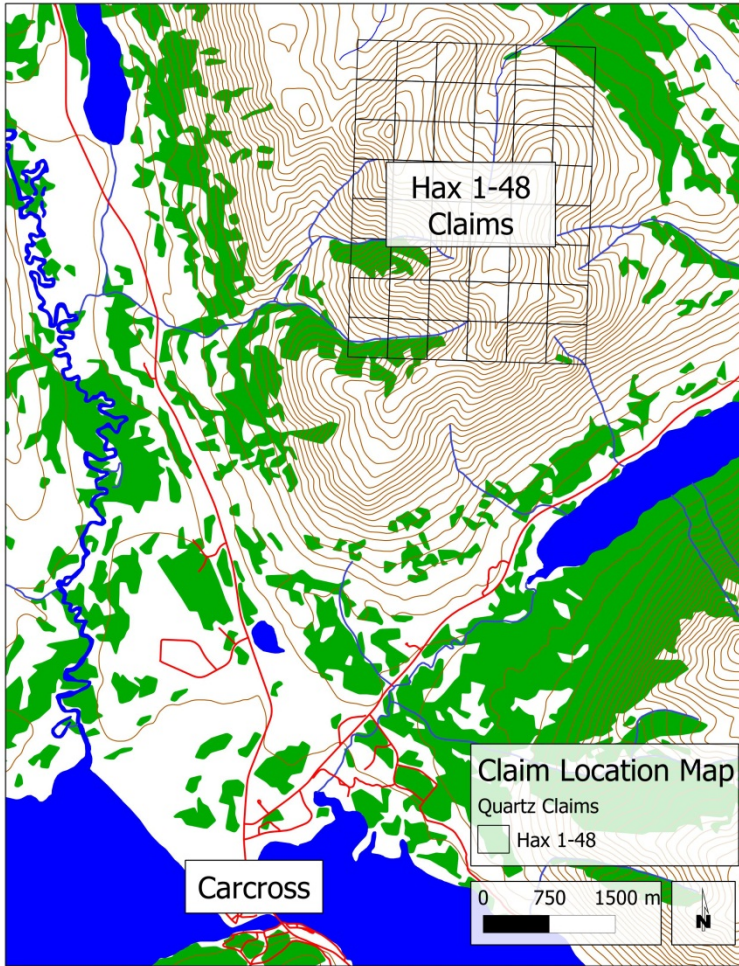 Hax 1-48
Claims
Claim Location Map
Quartz Claims
Hax 1-48
Carcross
0 750 1500 m
N